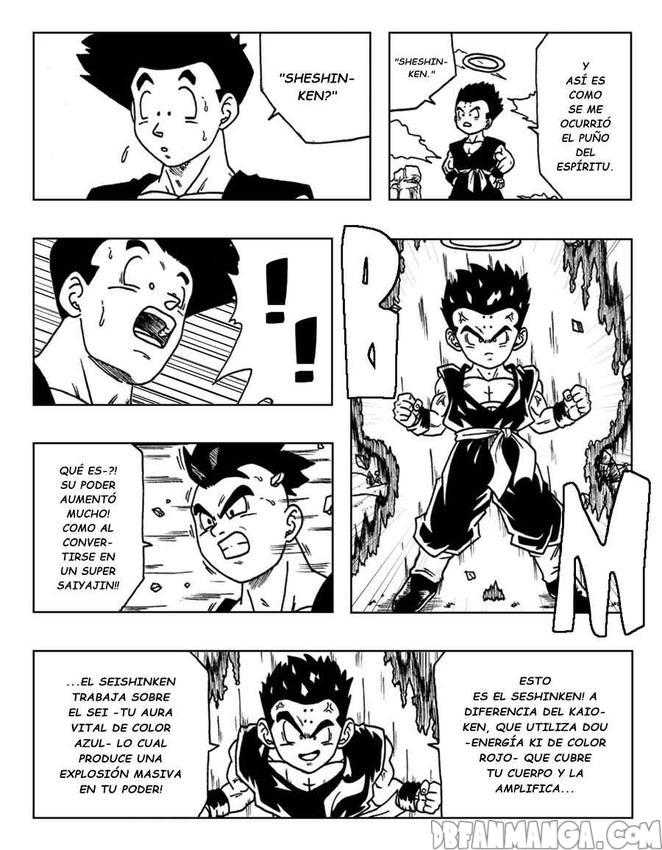 Y
ASÍ ES
COMO
SE ME
OCURRIÓ
EL PUÑO
DEL
ESPÍRITU.
"SHESHIN-
KEN."
"SHESHIN-
KEN?"
B
M
!!
QUÉ ES-?!
SU PODER
AUMENTÓ
MUCHO!
COMO AL
CONVER-
TIRSE EN
UN SUPER
SAIYAJIN!!
ESTO
ES EL SESHINKEN! A
DIFERENCIA DEL KAIO-
KEN, QUE UTILIZA DOU
-ENERGÍA KI DE COLOR
ROJO- QUE CUBRE
TU CUERPO Y LA
AMPLIFICA...
...EL SEISHINKEN
TRABAJA SOBRE
EL SEI -TU AURA
VITAL DE COLOR
AZUL- LO CUAL
PRODUCE UNA
EXPLOSIÓN MASIVA
EN TU PODER!
DBFANMANGA.COM